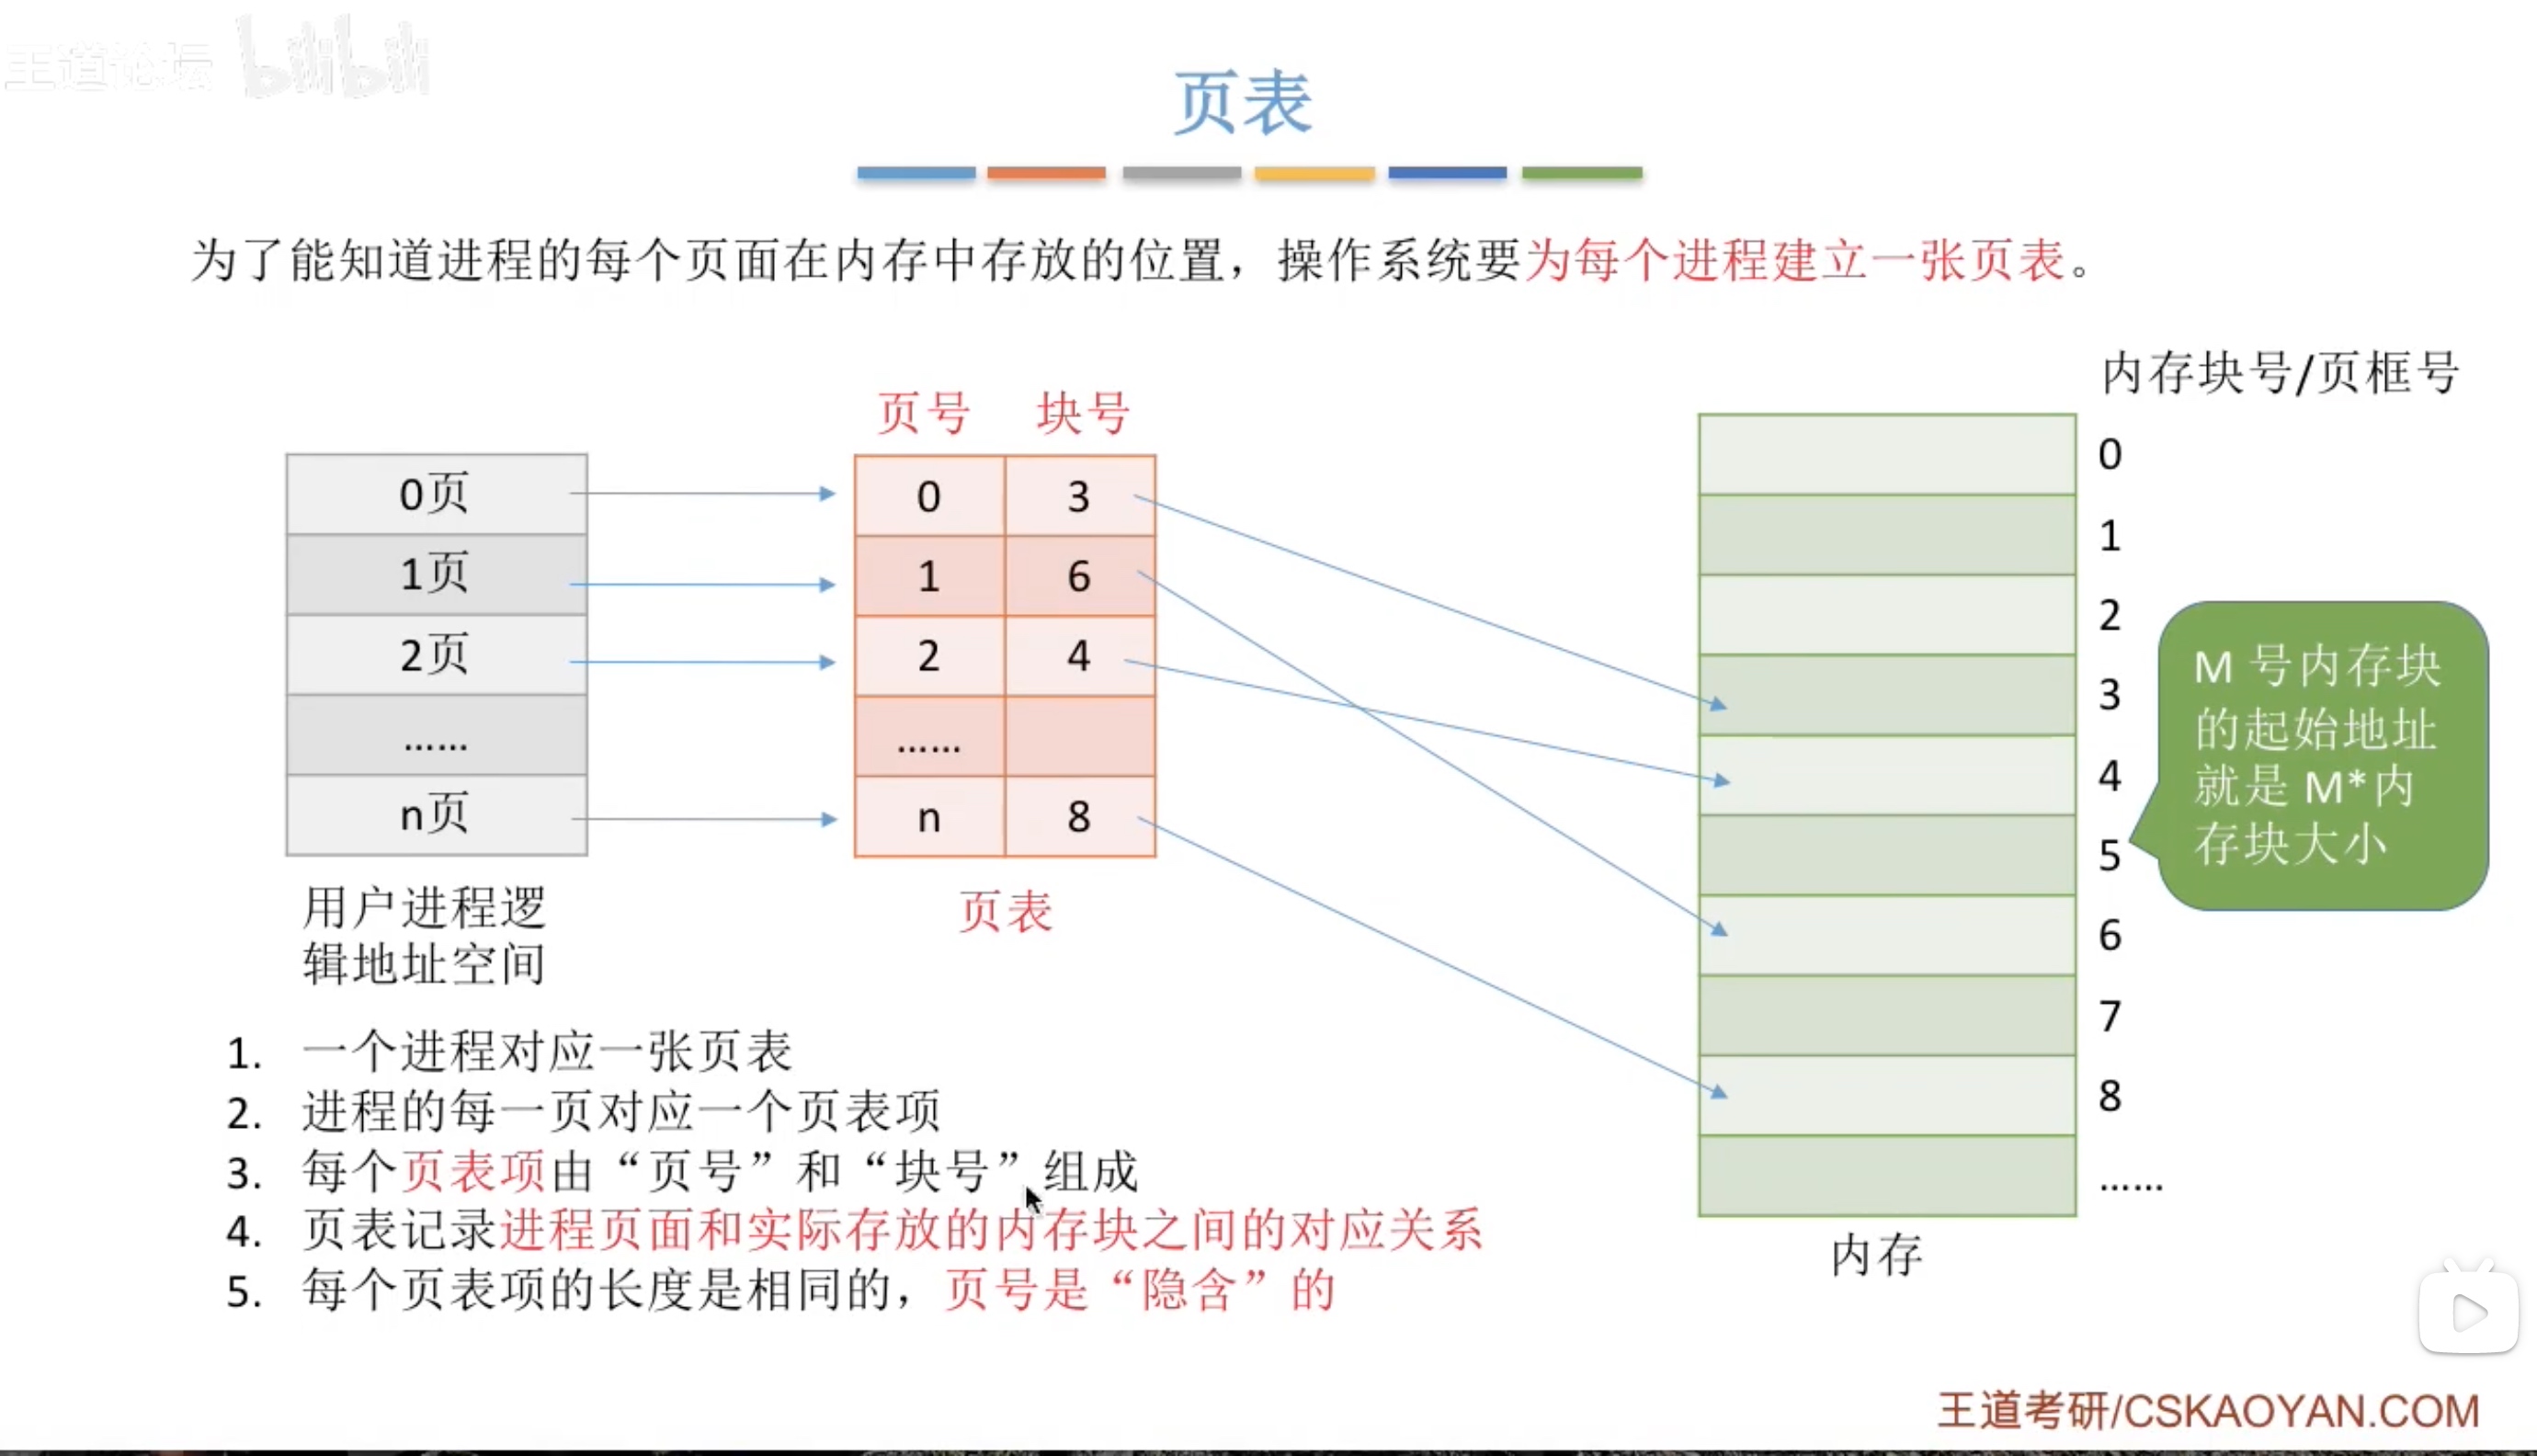 王道论坛 bilibili
页表
为了能知道进程的每个页面在内存中存放的位置，操作系统要为每个进程建立一张页表。
内存块号/页框号
页号 块号
0页
1页
2页
……
n页
用户进程逻
辑地址空间
0 3
1 6
2 4
……
n 8
页表
0
1
2
3
4
5
6
7
8
……
内存
M 号内存块
的起始地址
就是 M*内
存块大小
1. 一个进程对应一张页表
2. 进程的每一页对应一个页表项
3. 每个页表项由“页号”和“块号”组成
4. 页表记录进程页面和实际存放的内存块之间的对应关系
5. 每个页表项的长度是相同的，页号是“隐含”的
王道考研/CSKAOYAN.COM